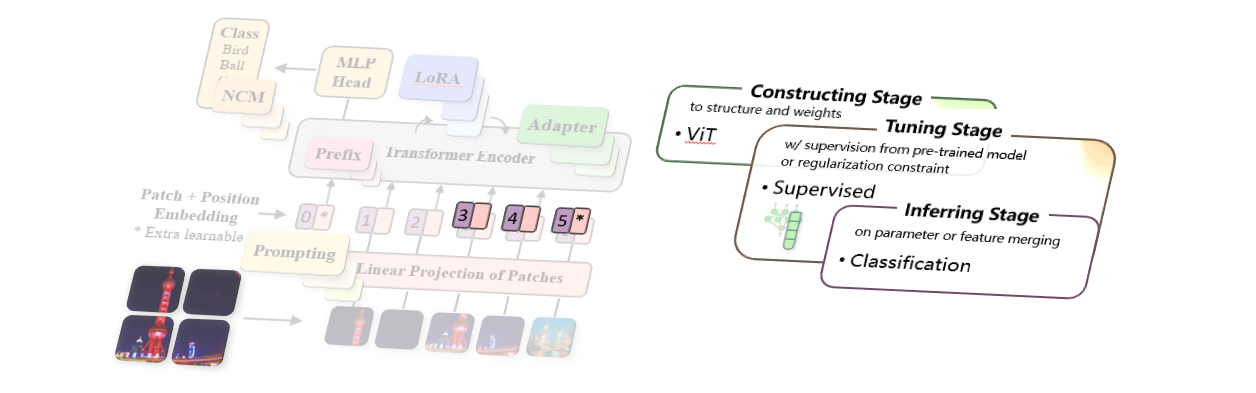 Class
Bird
Ball
NCM
MLP
Head
LoRA
Adapter
Prefix
Transformer Encoder
Patch + Position
Embedding
* Extra learnable
0 *
1
2
3
4
5 *
Prompting
Linear Projection of Patches
Constructing Stage
to structure and weights
• ViT
Tuning Stage
w/ supervision from pre-trained model
or regularization constraint
• Supervised
Inferring Stage
on parameter or feature merging
• Classification